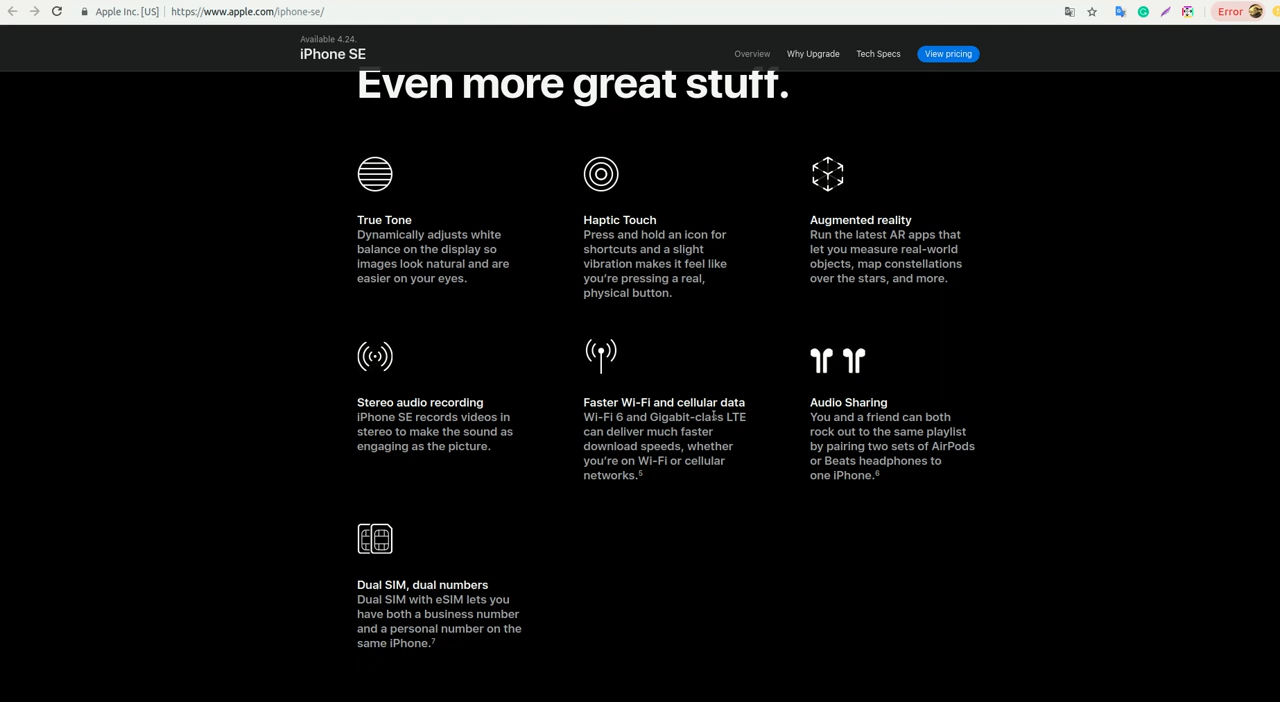 Apple Inc. [US]
https://www.apple.com/iphone-se/
Error
Available 4.24.
iPhone SE
Overview
Why Upgrade
Tech Specs
View pricing
Even more great stuff.
True Tone
Dynamically adjusts white
balance on the display so
images look natural and are
easier on your eyes.
Haptic Touch
Press and hold an icon for
shortcuts and a slight
vibration makes it feel like
you're pressing a real,
physical button.
Augmented reality
Run the latest AR apps that
let you measure real-world
objects, map constellations
over the stars, and more.
Stereo audio recording
iPhone SE records videos in
stereo to make the sound as
engaging as the picture.
Faster Wi-Fi and cellular data
Wi-Fi 6 and Gigabit-class LTE
can deliver much faster
download speeds, whether
you're on Wi-Fi or cellular
networks.⁵
Audio Sharing
You and a friend can both
rock out to the same playlist
by pairing two sets of AirPods
or Beats headphones to
one iPhone.⁶
Dual SIM, dual numbers
Dual SIM with eSIM lets you
have both a business number
and a personal number on the
same iPhone.⁷